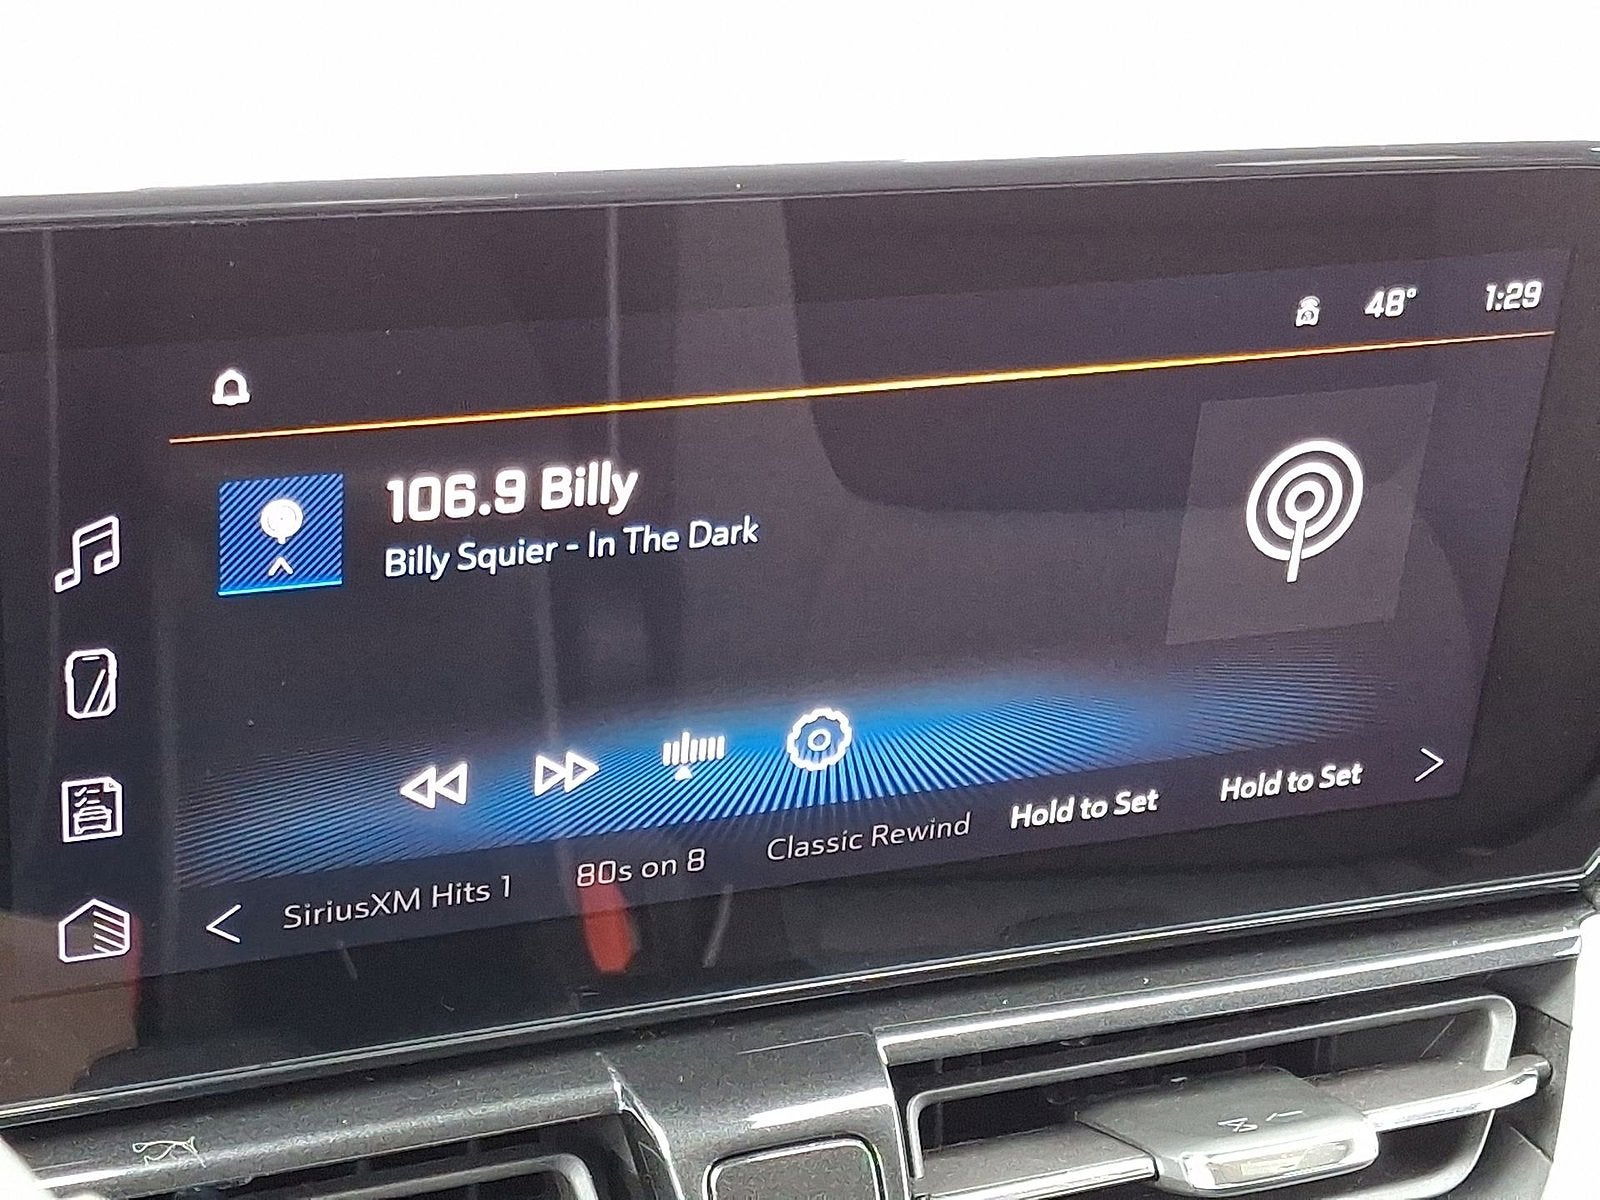 48° 1:29
106.9 Billy
Billy Squier - In The Dark
SiriusXM Hits 1 80s on 8 Classic Rewind Hold to Set Hold to Set